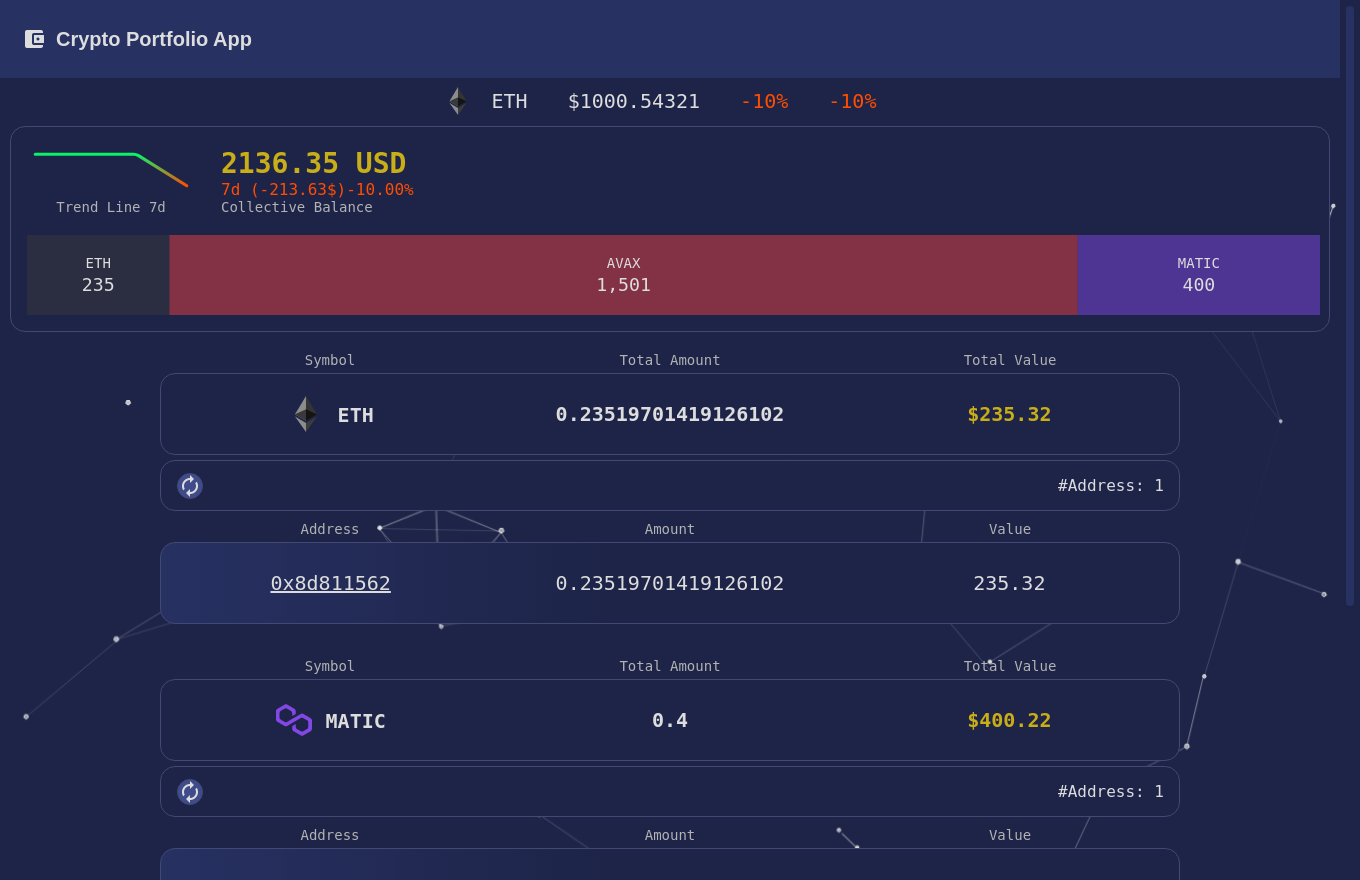 Crypto Portfolio App
ETH $1000.54321 -10% -10%
2136.35 USD
7d (-213.63$)-10.00%
Trend Line 7d Collective Balance
ETH AVAX MATIC
235 1,501 400
Symbol Total Amount Total Value
ETH 0.23519701419126102 $235.32
#Address: 1
Address Amount Value
0x8d811562 0.23519701419126102 235.32
Symbol Total Amount Total Value
MATIC 0.4 $400.22
#Address: 1
Address Amount Value